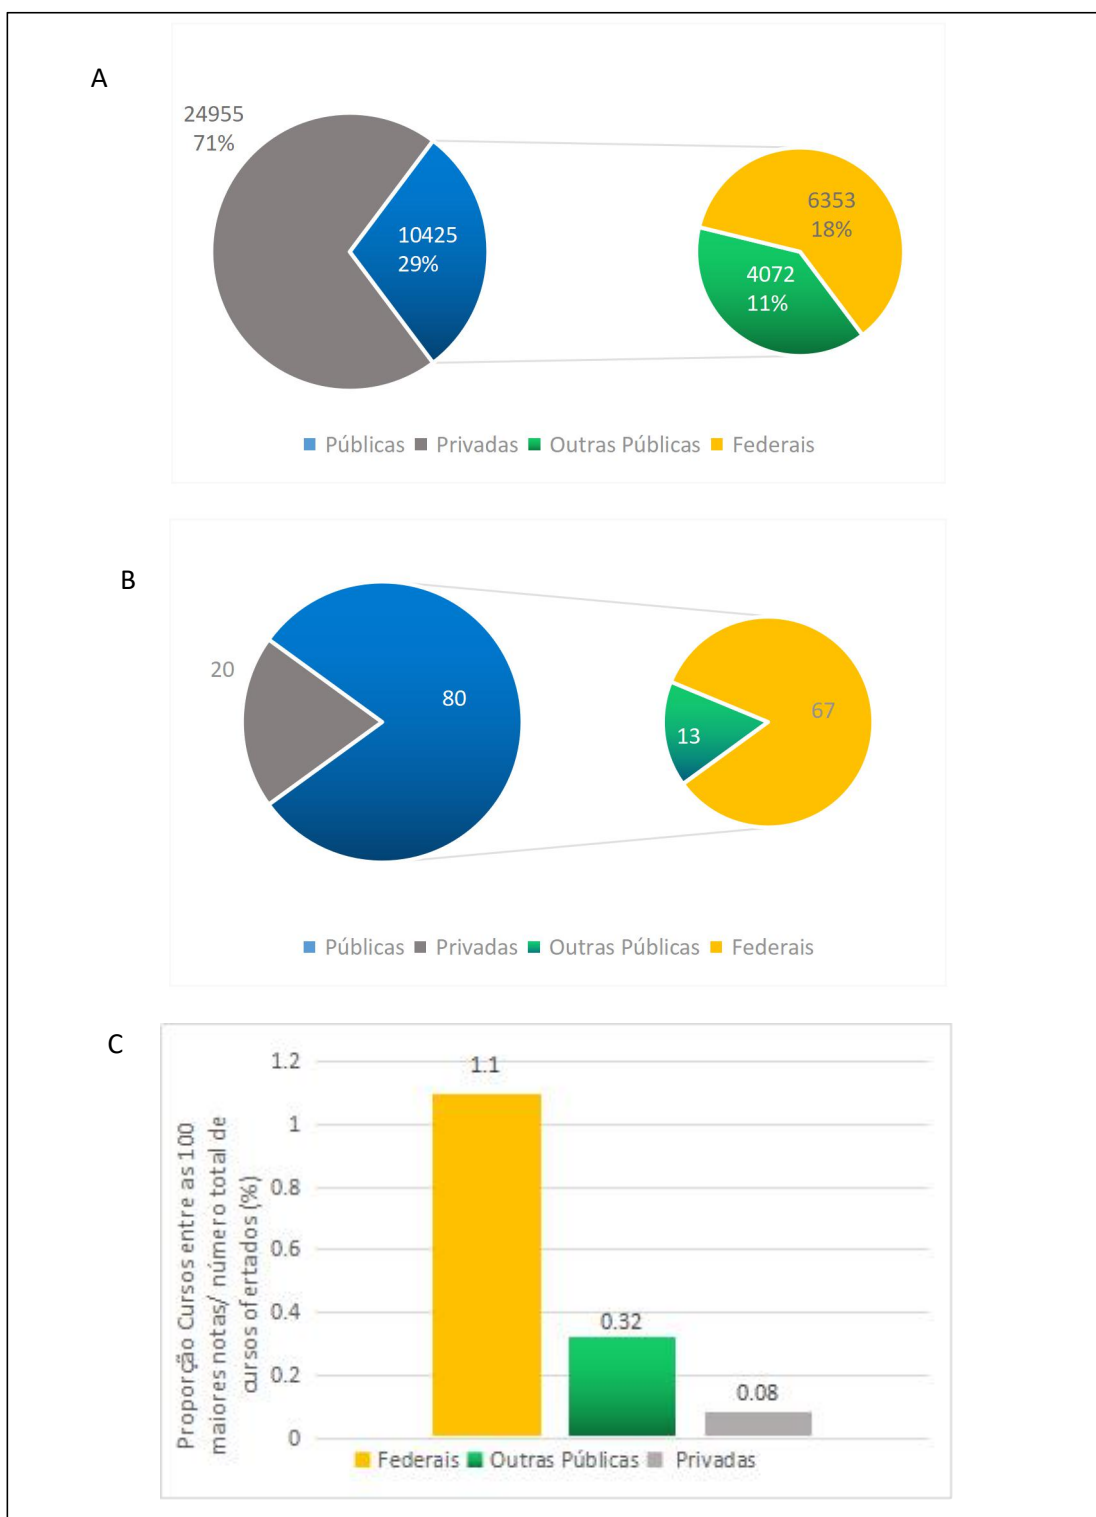 A
24955
71%
10425
29%
6353
18%
4072
11%
Públicas Privadas Outras Públicas Federais
B
20
80
67
13
Públicas Privadas Outras Públicas Federais
C
Proporção Cursos entre as 100
maiores notas/ número total de
cursos ofertados (%)
1.2
1
0.8
0.6
0.4
0.2
0
1.1
0.32
0.08
Federais Outras Públicas Privadas